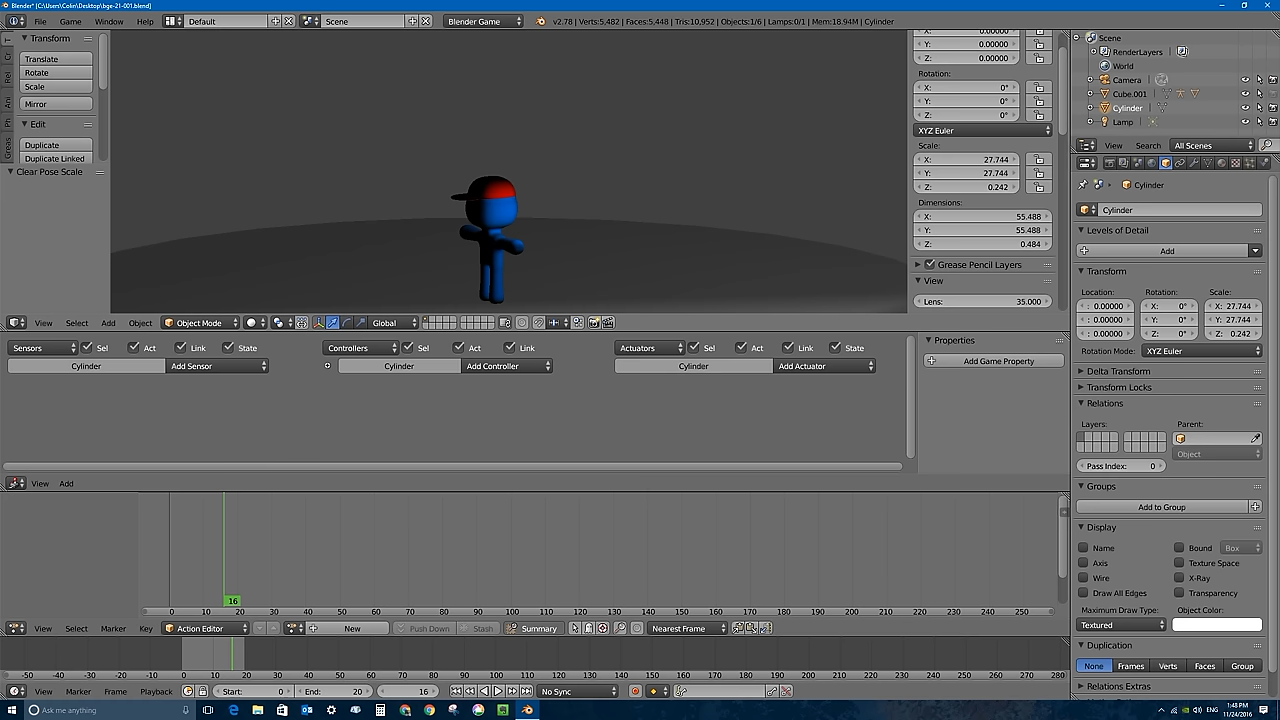 Blender* [C:\Users\Colin\Desktop\bge-21-001.blend]
File Game Window Help Default Scene Blender Game v2.78 | Verts:5,482 | Faces:5,448 | Tris:10,952 | Objects:1/6 | Lamps:0/1 | Mem:18.94M | Cylinder
Transform
Translate
Rotate
Scale
Mirror
Edit
Duplicate
Duplicate Linked
Clear Pose Scale
X: 0.00000
Y: 0.00000
Z: 0.00000
Rotation:
X: 0°
Y: 0°
Z: 0°
XYZ Euler
Scale:
X: 27.744
Y: 27.744
Z: 0.242
Dimensions:
X: 55.488
Y: 55.488
Z: 0.484
Grease Pencil Layers
View
Lens: 35.000
View Select Add Object Object Mode Global
Sensors Sel Act Link State Controllers Sel Act Link Actuators Sel Act Link State
Cylinder Add Sensor Cylinder Add Controller Cylinder Add Actuator
Properties
Add Game Property
View Add
16
0 10 20 30 40 50 60 70 80 90 100 110 120 130 140 150 160 170 180 190 200 210 220 230 240 250
View Select Marker Key Action Editor New Push Down Stash Summary Nearest Frame
-50 -40 -30 -20 -10 0 10 20 30 40 50 60 70 80 90 100 110 120 130 140 150 160 170 180 190 200 210 220 230 240 250 260 270 280
View Marker Frame Playback Start: 0 End: 20 16 No Sync
Scene
RenderLayers
World
Camera
Cube.001
Cylinder
Lamp
View Search All Scenes
Cylinder
Cylinder
Levels of Detail
Add
Transform
Location: Rotation: Scale:
: 0.00000 X: 0° X: 27.744
: 0.00000 Y: 0° Y: 27.744
: 0.00000 Z: 0° Z: 0.242
Rotation Mode: XYZ Euler
Delta Transform
Transform Locks
Relations
Layers: Parent:
Object
Pass Index: 0
Groups
Add to Group
Display
Name Bound Box
Axis Texture Space
Wire X-Ray
Draw All Edges Transparency
Maximum Draw Type: Object Color:
Textured
Duplication
None Frames Verts Faces Group
Relations Extras
Ask me anything
ENG
1:48 PM
11/24/2016